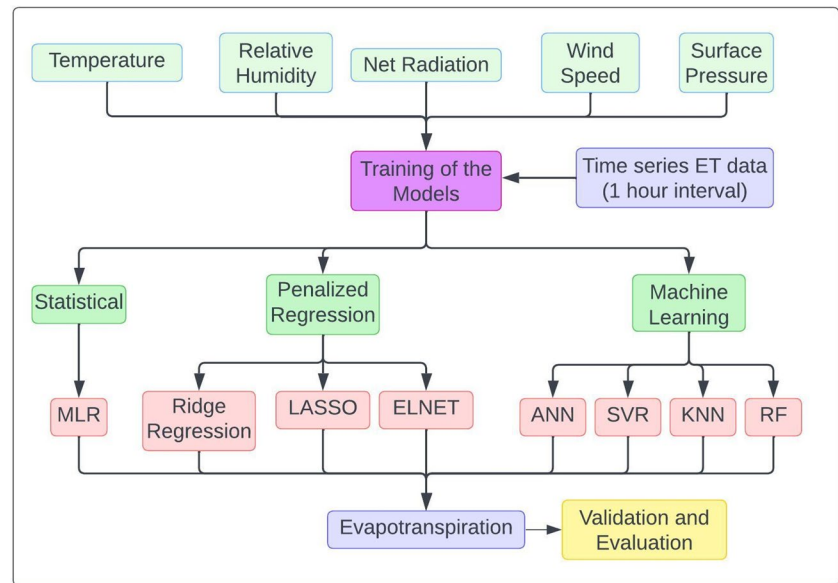 Temperature
Relative
Humidity
Net Radiation
Wind
Speed
Surface
Pressure
Training of the
Models
Time series ET data
(1 hour interval)
Statistical
Penalized
Regression
Machine
Learning
MLR
Ridge
Regression
LASSO
ELNET
ANN
SVR
KNN
RF
Evapotranspiration
Validation and
Evaluation